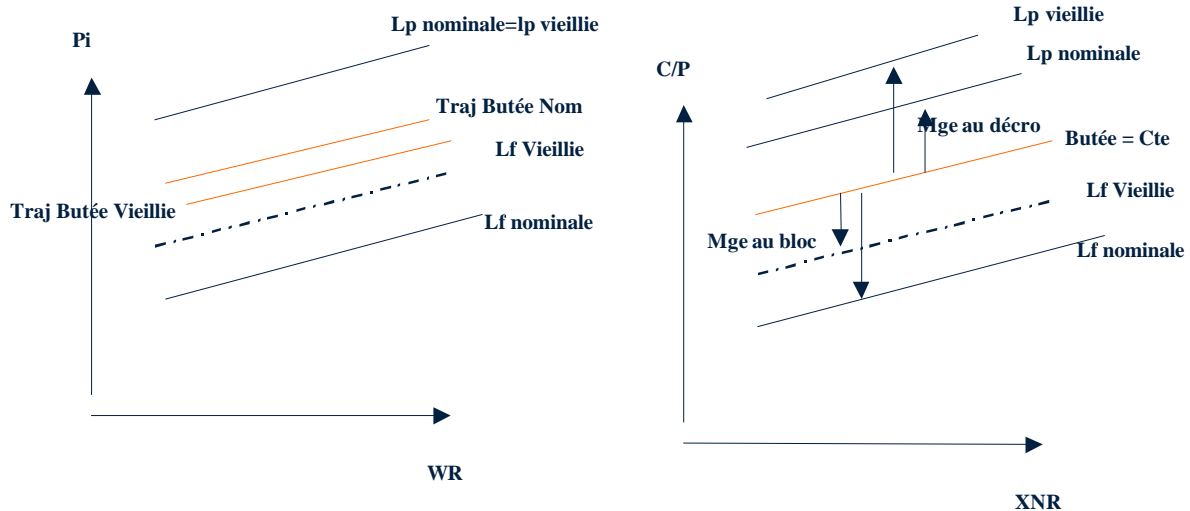 Pi
Lp nominale=lp vieillie
Traj Butée Nom
Lf Vieillie
Traj Butée Vieillie
Lf nominale
WR
Lp vieillie
C/P
Lp nominale
Mge au décro
Butée = Cte
Lf Vieillie
Mge au bloc
Lf nominale
XNR